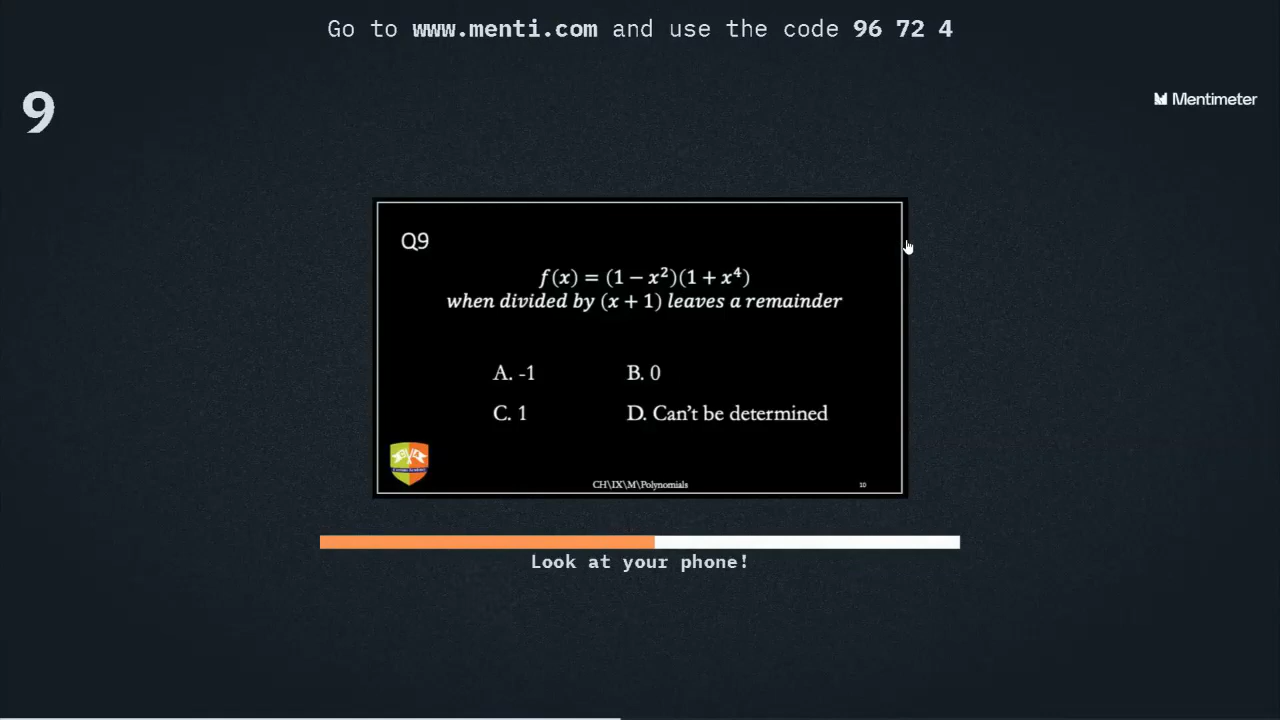 Go to www.menti.com and use the code 96 72 4
9
Mentimeter
Q9
f(x) = (1 − x²)(1 + x⁴)
when divided by (x + 1) leaves a remainder
A. -1
B. 0
C. 1
D. Can't be determined
CH\IX\M\Polynomials
10
Look at your phone!